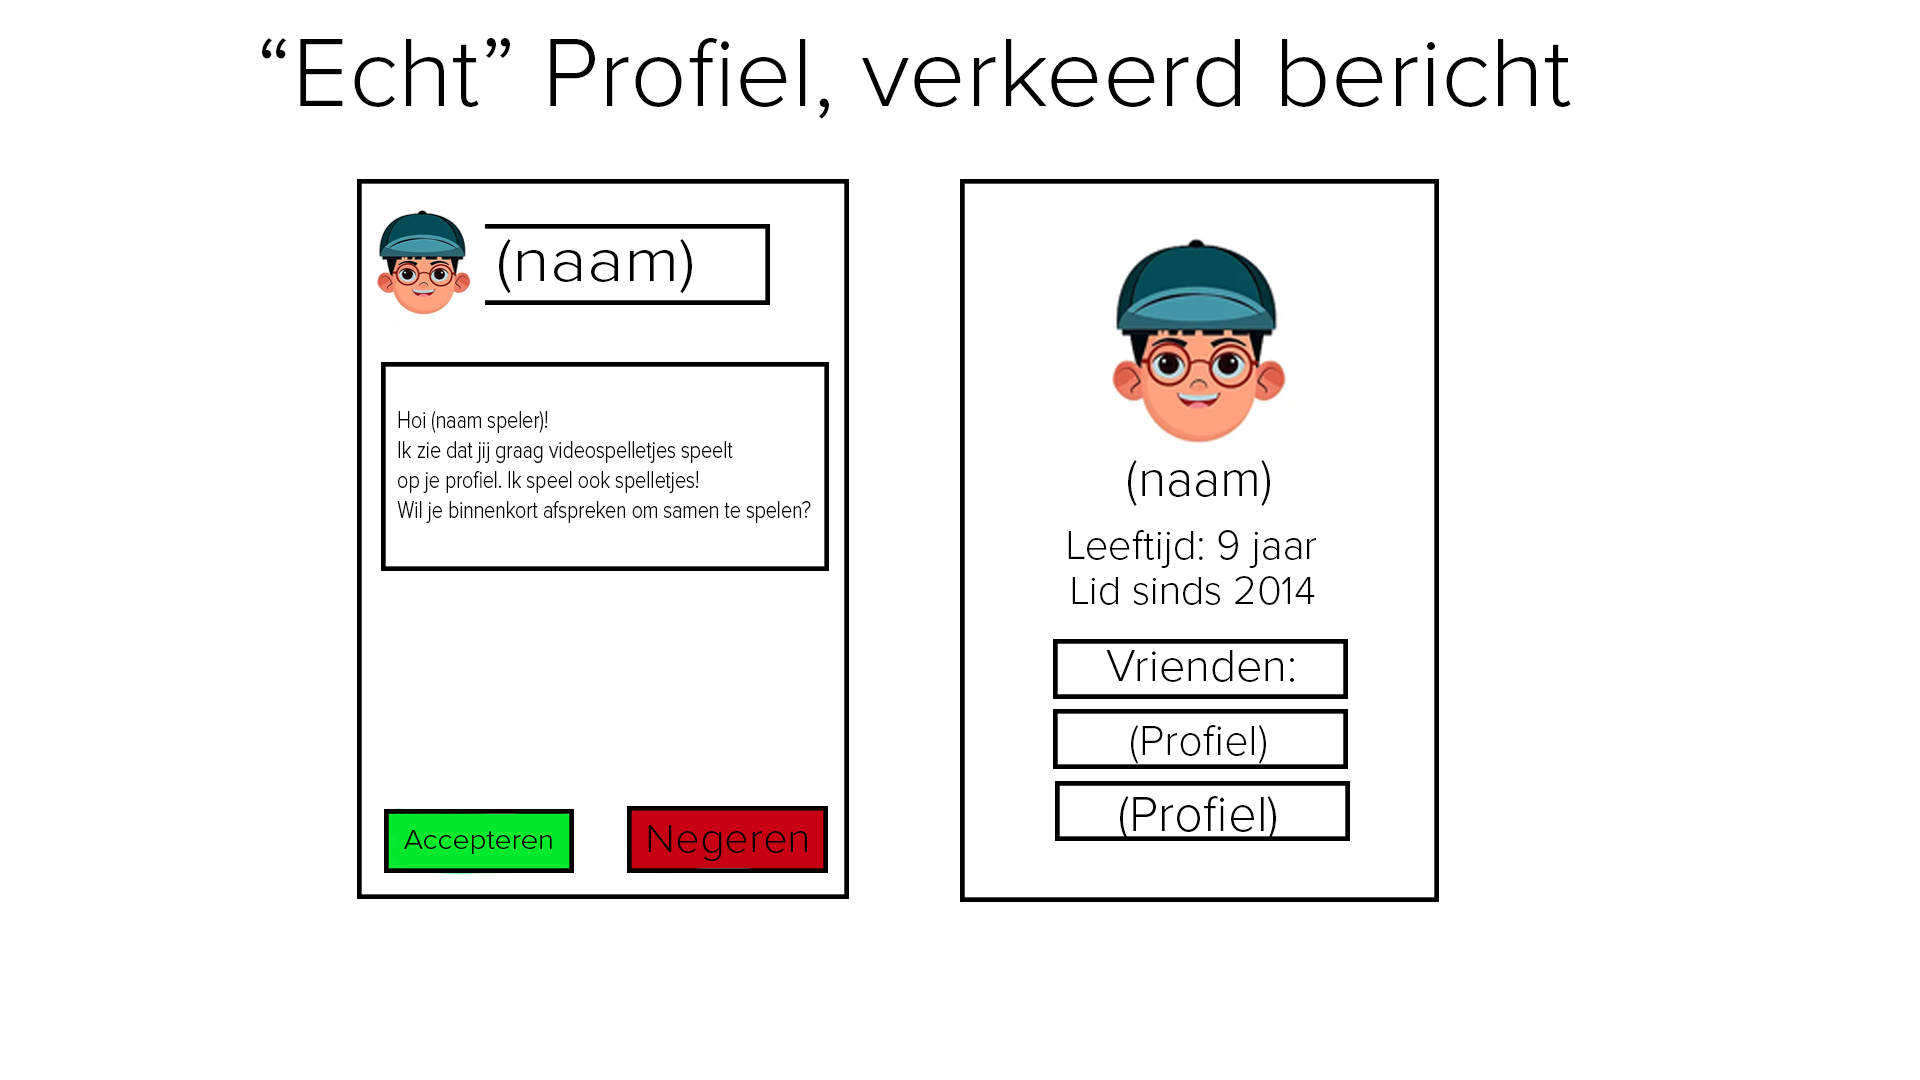 “Echt” Profiel, verkeerd bericht
(naam)
Hoi (naam speler)!
Ik zie dat jij graag videospelletjes speelt
op je profiel. Ik speel ook spelletjes!
Wil je binnenkort afspreken om samen te spelen?
Accepteren
Negeren
(naam)
Leeftijd: 9 jaar
Lid sinds 2014
Vrienden:
(Profiel)
(Profiel)